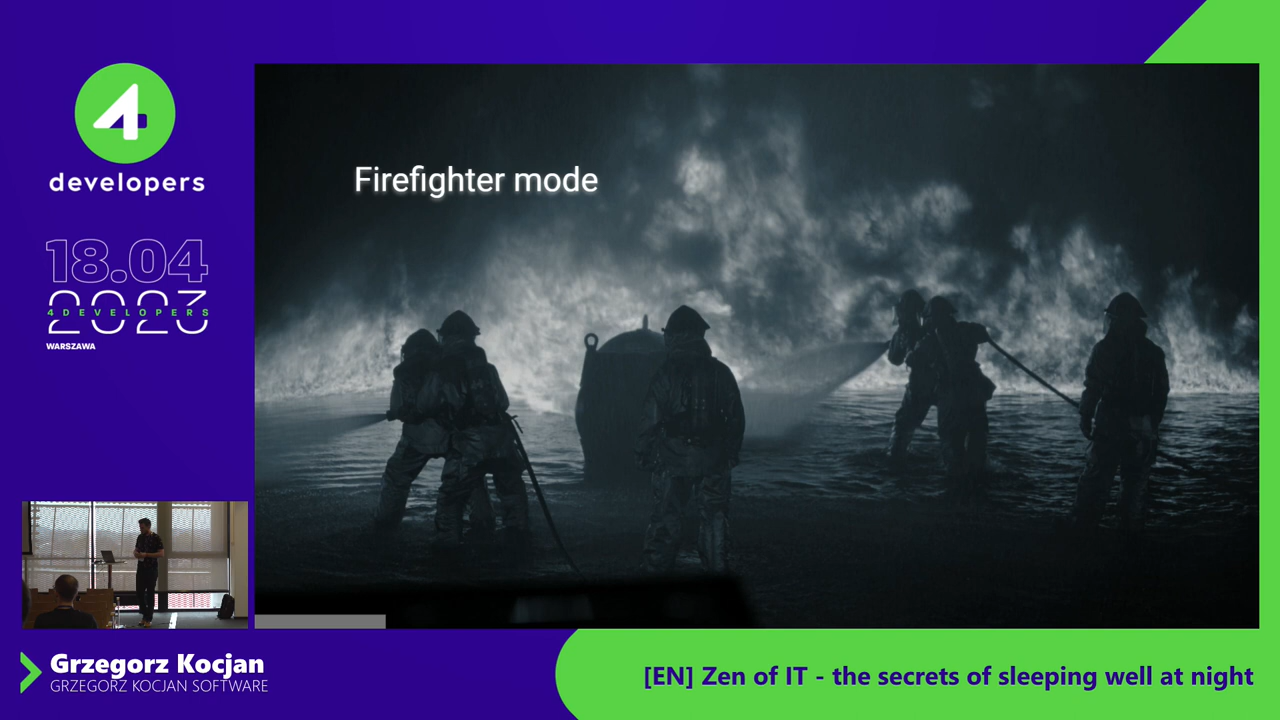 4
developers
18.04
2023
4DEVELOPERS
WARSZAWA
Firefighter mode
Grzegorz Kocjan
GRZEGORZ KOCJAN SOFTWARE
[EN] Zen of IT - the secrets of sleeping well at night